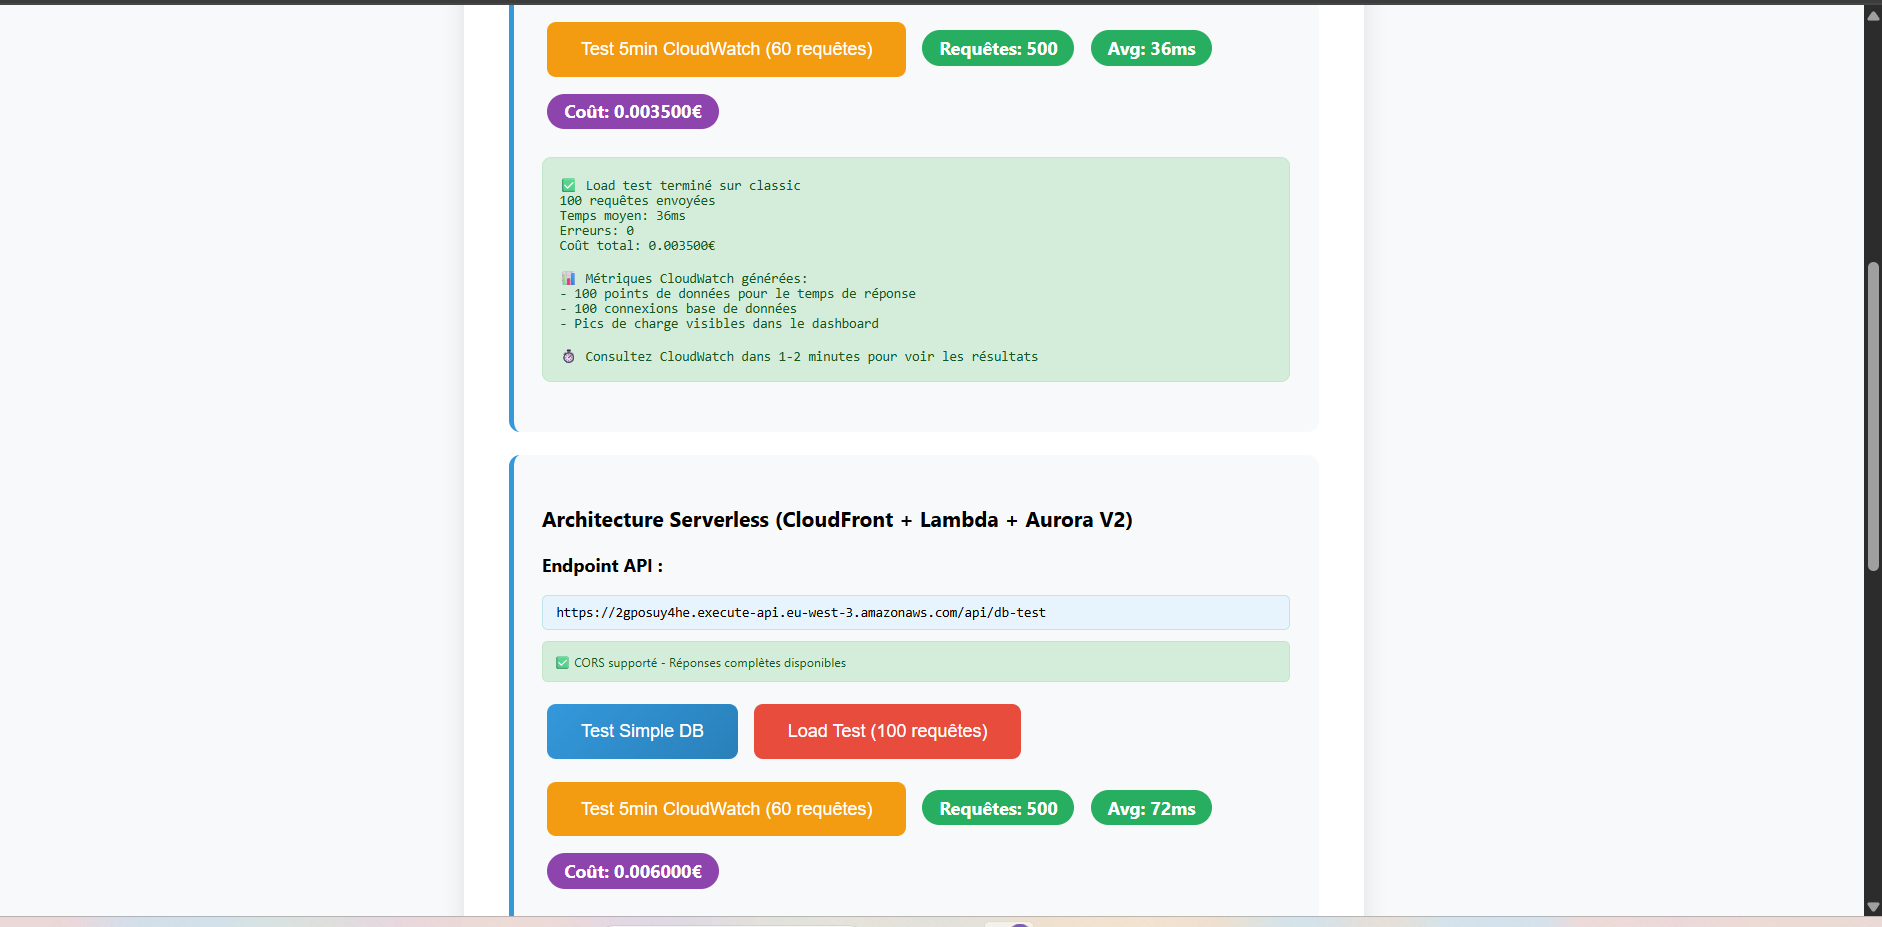 Test 5min CloudWatch (60 requêtes)
Requêtes: 500
Avg: 36ms
Coût: 0.003500€
✅ Load test terminé sur classic
100 requêtes envoyées
Temps moyen: 36ms
Erreurs: 0
Coût total: 0.003500€
📊 Métriques CloudWatch générées:
- 100 points de données pour le temps de réponse
- 100 connexions base de données
- Pics de charge visibles dans le dashboard
⏱ Consultez CloudWatch dans 1-2 minutes pour voir les résultats
Architecture Serverless (CloudFront + Lambda + Aurora V2)
Endpoint API :
https://2gposuy4he.execute-api.eu-west-3.amazonaws.com/api/db-test
✅ CORS supporté - Réponses complètes disponibles
Test Simple DB
Load Test (100 requêtes)
Test 5min CloudWatch (60 requêtes)
Requêtes: 500
Avg: 72ms
Coût: 0.006000€